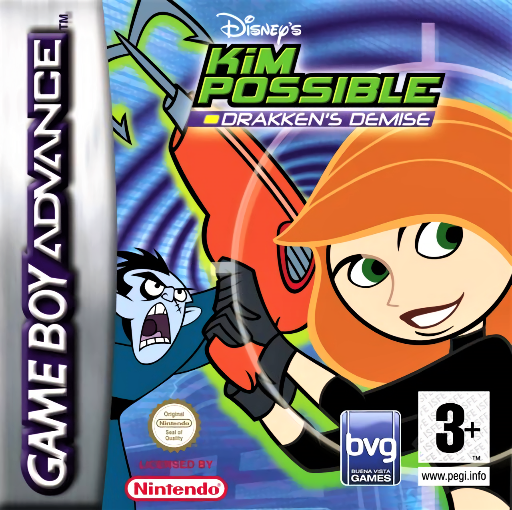 GAME BOY ADVANCE™
DISNEY'S
KIM
POSSIBLE
DRAKKEN'S DEMISE
Original
Nintendo
Seal of
Quality
LICENSED BY
Nintendo®
bvg
BUENA VISTA
GAMES
3+
™
www.pegi.info